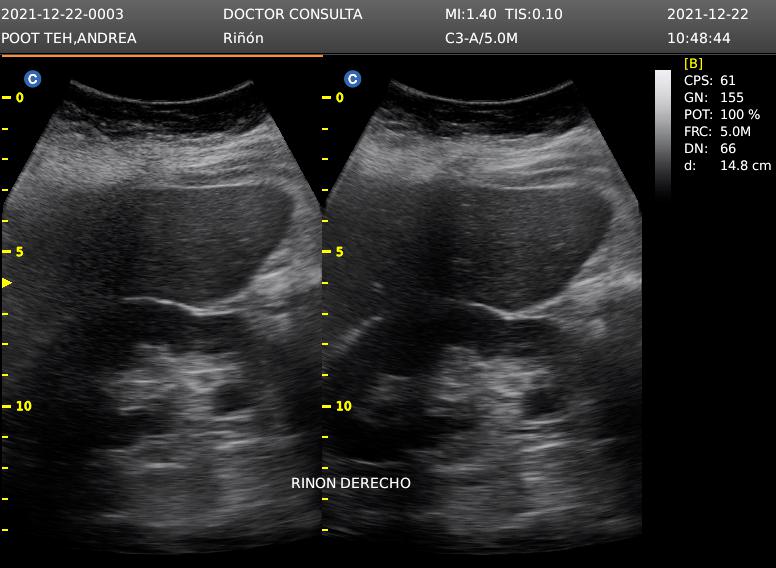 2021-12-22-0003 DOCTOR CONSULTA MI:1.40 TIS:0.10 2021-12-22
POOT TEH,ANDREA Riñón C3-A/5.0M 10:48:44
[B]
CPS: 61
GN: 155
POT: 100 %
FRC: 5.0M
DN: 66
d: 14.8 cm
C C
0 0
5 5
10 10
RINON DERECHO